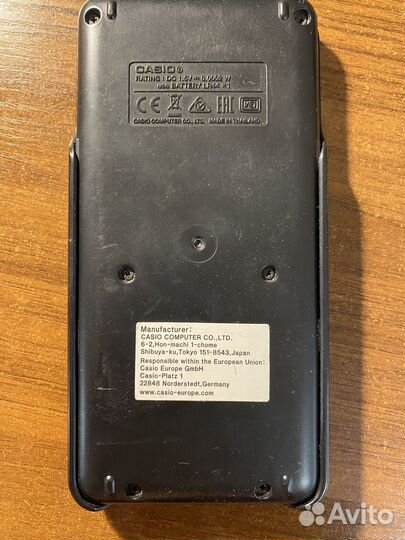 CASIO®
RATING : DC 1.5V⎓ 0.0002 W
USE BATTERY LR44 ×1
CE
CASIO COMPUTER CO., LTD. MADE IN THAILAND
Manufacturer:
CASIO COMPUTER CO.,LTD.
6-2,Hon-machi 1-chome
Shibuya-ku,Tokyo 151-8543,Japan
Responsible within the European Union:
Casio Europe GmbH
Casio-Platz 1
22848 Norderstedt,Germany
www.casio-europe.com
Avito